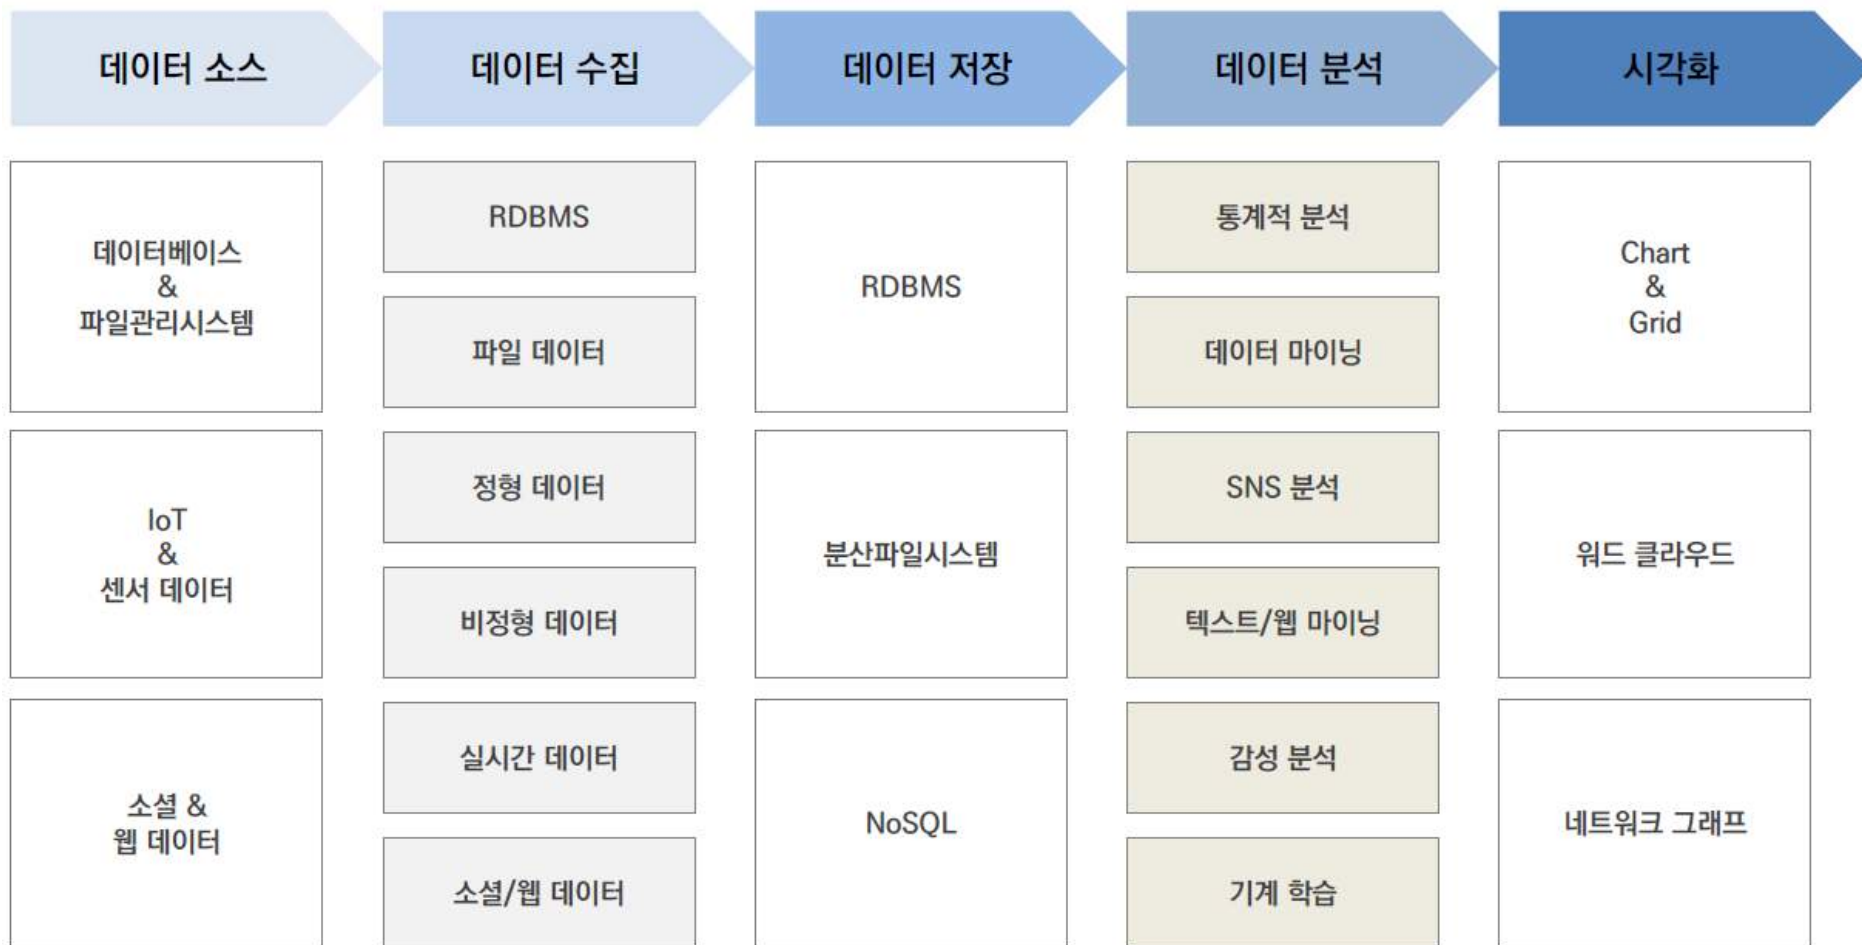 데이터 소스
데이터 수집
데이터 저장
데이터 분석
시각화
데이터베이스
&
파일관리시스템
IoT
&
센서 데이터
소셜 &
웹 데이터
RDBMS
파일 데이터
정형 데이터
비정형 데이터
실시간 데이터
소셜/웹 데이터
RDBMS
분산파일시스템
NoSQL
통계적 분석
데이터 마이닝
SNS 분석
텍스트/웹 마이닝
감성 분석
기계 학습
Chart
&
Grid
워드 클라우드
네트워크 그래프